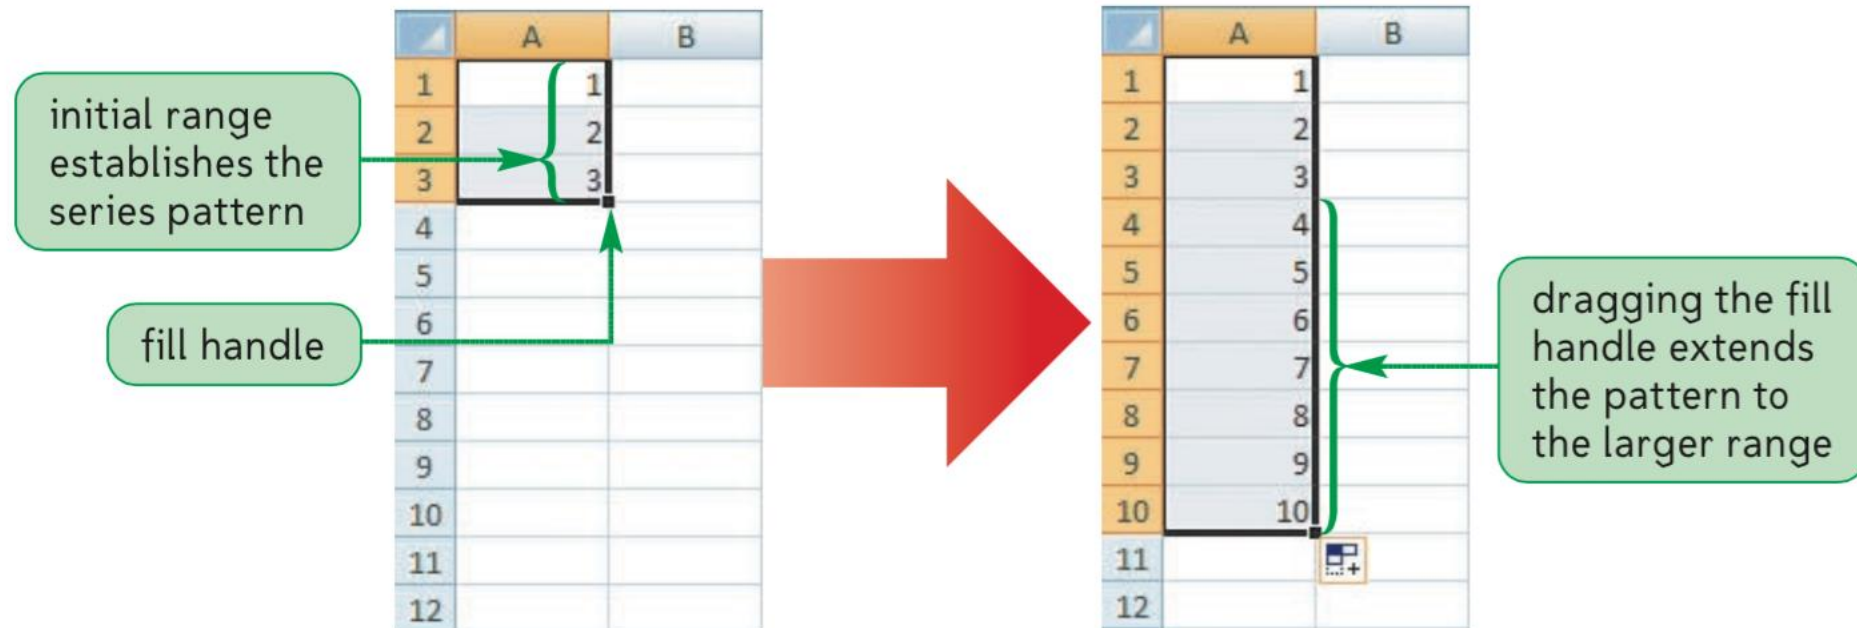 initial range
establishes the
series pattern
fill handle
A B
1 1
2 2
3 3
4
5
6
7
8
9
10
11
12
A B
1 1
2 2
3 3
4 4
5 5
6 6
7 7
8 8
9 9
10 10
11
12
dragging the fill
handle extends
the pattern to
the larger range